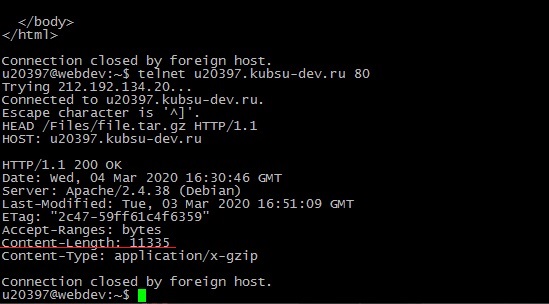 </body>
</html>
Connection closed by foreign host.
u20397@webdev:~$ telnet u20397.kubsu-dev.ru 80
Trying 212.192.134.20...
Connected to u20397.kubsu-dev.ru.
Escape character is '^]'.
HEAD /Files/file.tar.gz HTTP/1.1
HOST: u20397.kubsu-dev.ru
HTTP/1.1 200 OK
Date: Wed, 04 Mar 2020 16:30:46 GMT
Server: Apache/2.4.38 (Debian)
Last-Modified: Tue, 03 Mar 2020 16:51:09 GMT
ETag: "2c47-59ff61c4f6359"
Accept-Ranges: bytes
Content-Length: 11335
Content-Type: application/x-gzip
Connection closed by foreign host.
u20397@webdev:~$